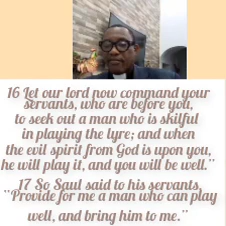 16 Let our lord now command your
servants, who are before you,
to seek out a man who is skilful
in playing the lyre; and when
the evil spirit from God is upon you,
he will play it, and you will be well.”
17 So Saul said to his servants,
“Provide for me a man who can play
well, and bring him to me.”